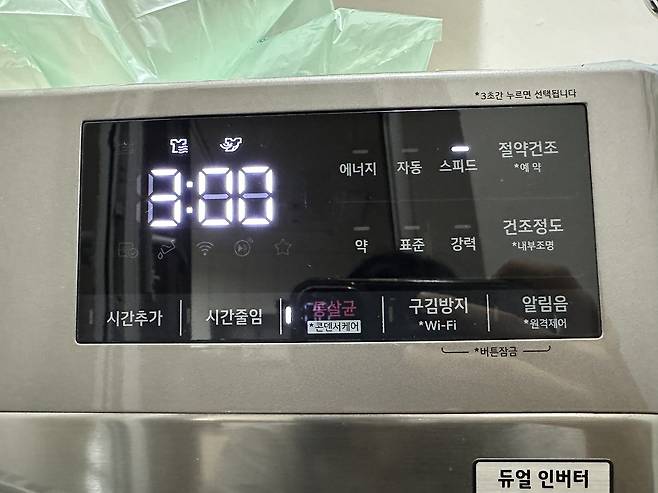 *3초간 누르면 선택됩니다
3:00
에너지 자동 스피드 절약건조
*예약
약 표준 강력 건조정도
*내부조명
시간추가 시간줄임 통살균 구김방지 알림음
*콘덴서케어 *Wi-Fi *원격제어
*버튼잠금
듀얼 인버터